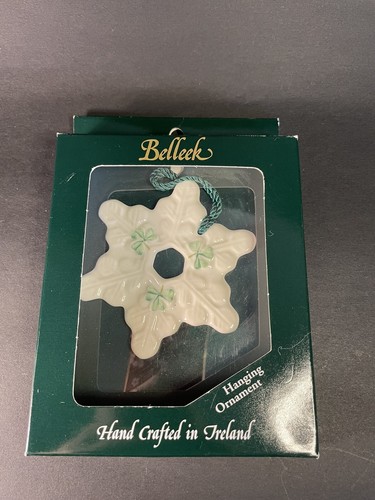 Belleek
Hanging
Ornament
Hand Crafted in Ireland